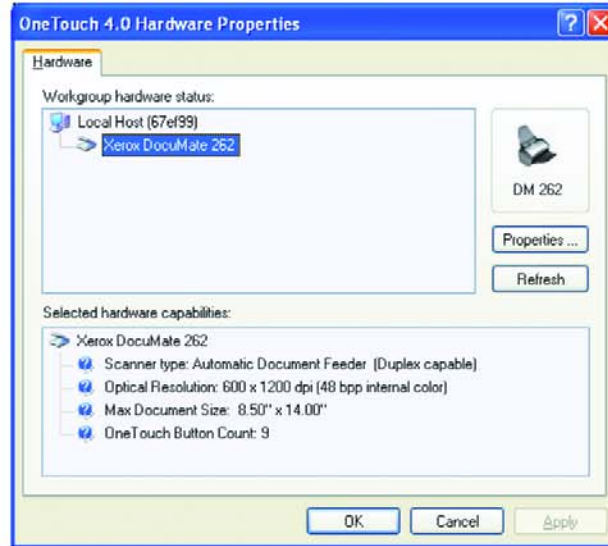 OneTouch 4.0 Hardware Properties
Hardware
Workgroup hardware status:
Local Host (67ef99)
Xerox DocuMate 262
DM 262
Properties ...
Refresh
Selected hardware capabilities:
Xerox DocuMate 262
Scanner type: Automatic Document Feeder (Duplex capable)
Optical Resolution: 600 x 1200 dpi (48 bpp internal color)
Max Document Size: 8.50" x 14.00"
OneTouch Button Count: 9
OK Cancel Apply